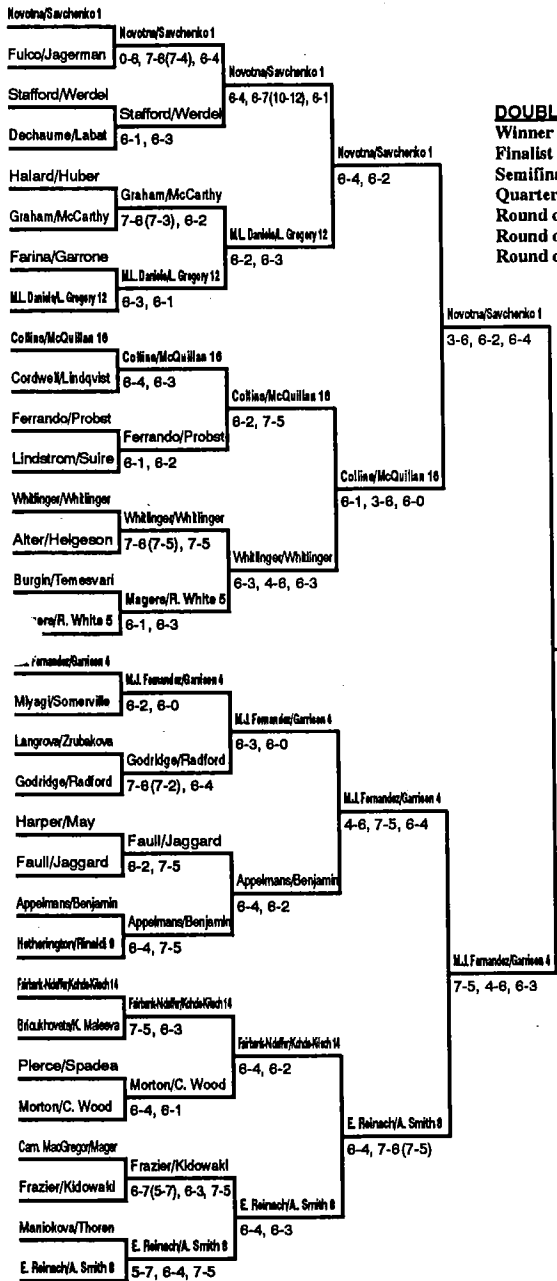 Novotna/Savchenko 1
Fulco/Jagerman
Stafford/Werdel
Dechaume/Labat
Halard/Huber
Graham/McCarthy
Farina/Garrone
M.L. Daniels/L. Gregory 12
Collins/McQuillan 16
Cordwell/Lindqvist
Ferrando/Probst
Lindstrom/Suire
Whitlinger/Whitlinger
Alter/Helgeson
Burgin/Temesvari
White 5
Fernandez/Garrison 4
Miyagi/Somerville
Langrova/Zrubakova
Godridge/Radford
Harper/May
Faull/Jaggard
Appelmans/Benjamin
Hetherington/Rinaldi 9
Fairbank-Nideffer/Kohde-Kilsch 14
Brioukhovets/K. Maleeva
Pierce/Spadea
Morton/C. Wood
Cam. MacGregor/Mager
Frazier/Kidowaki
Maniokova/Thoren
E. Reinach/A. Smith 8
Novotna/Savchenko 1
0-6, 7-6(7-4), 6-4
Stafford/Werdel
6-1, 6-3
Graham/McCarthy
7-6(7-3), 6-2
M.L. Daniels/L. Gregory 12
6-3, 6-1
Collins/McQuillan 16
6-4, 6-3
Ferrando/Probst
6-1, 6-2
Whitlinger/Whitlinger
7-6(7-5), 7-5
Magers/R. White 5
6-1, 6-3
M.J. Fernandez/Garrison 4
6-2, 6-0
Godridge/Radford
7-6(7-2), 6-4
Faull/Jaggard
6-2, 7-5
Appelmans/Benjamin
6-4, 7-5
Fairbank-Nideffer/Kohde-Kilsch 14
7-5, 6-3
Morton/C. Wood
6-4, 6-1
Frazier/Kidowaki
6-7(5-7), 6-3, 7-5
E. Reinach/A. Smith 8
5-7, 6-4, 7-5
Novotna/Savchenko 1
6-4, 6-7(10-12), 6-1
M.L. Daniels/L. Gregory 12
6-2, 6-3
Collins/McQuillan 16
6-2, 7-5
Whitlinger/Whitlinger
6-3, 4-6, 6-3
M.J. Fernandez/Garrison 4
6-3, 6-0
Appelmans/Benjamin
6-4, 6-2
Fairbank-Nideffer/Kohde-Kilsch 14
6-4, 6-2
E. Reinach/A. Smith 8
6-4, 6-3
Novotna/Savchenko 1
6-4, 6-2
Collins/McQuillan 16
6-1, 3-6, 6-0
M.J. Fernandez/Garrison 4
4-6, 7-5, 6-4
E. Reinach/A. Smith 8
6-4, 7-6(7-5)
Novotna/Savchenko 1
3-6, 6-2, 6-4
M.J. Fernandez/Garrison 4
7-5, 4-6, 6-3
DOUBL
Winner
Finalist
Semifina
Quarter
Round o
Round o
Round o